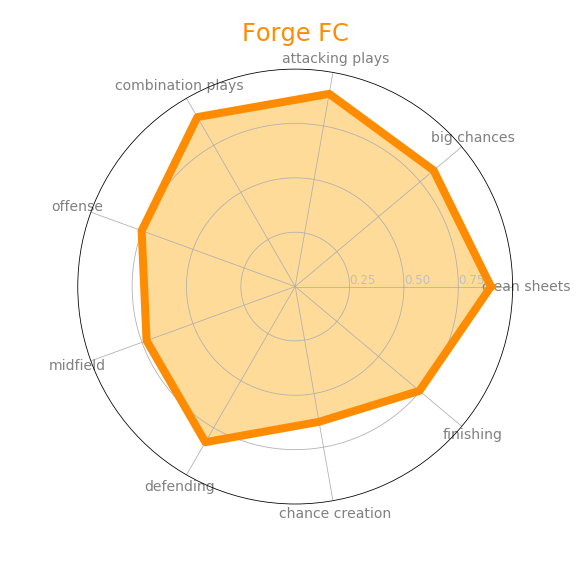 Forge FC
attacking plays
combination plays
big chances
offense
0.25
0.50
0.75
clean sheets
midfield
finishing
defending
chance creation